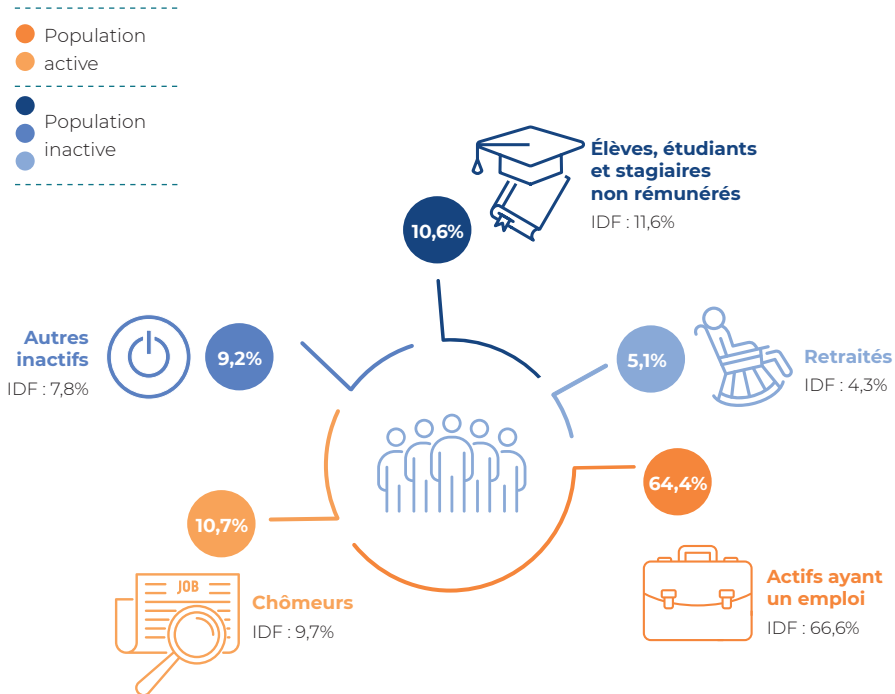 Population
active
Population
inactive
Élèves, étudiants
et stagiaires
non rémunérés
IDF : 11,6%
10,6%
Autres
inactifs
IDF : 7,8%
9,2%
5,1%
Retraités
IDF : 4,3%
64,4%
10,7%
JOB
Chômeurs
IDF : 9,7%
Actifs ayant
un emploi
IDF : 66,6%